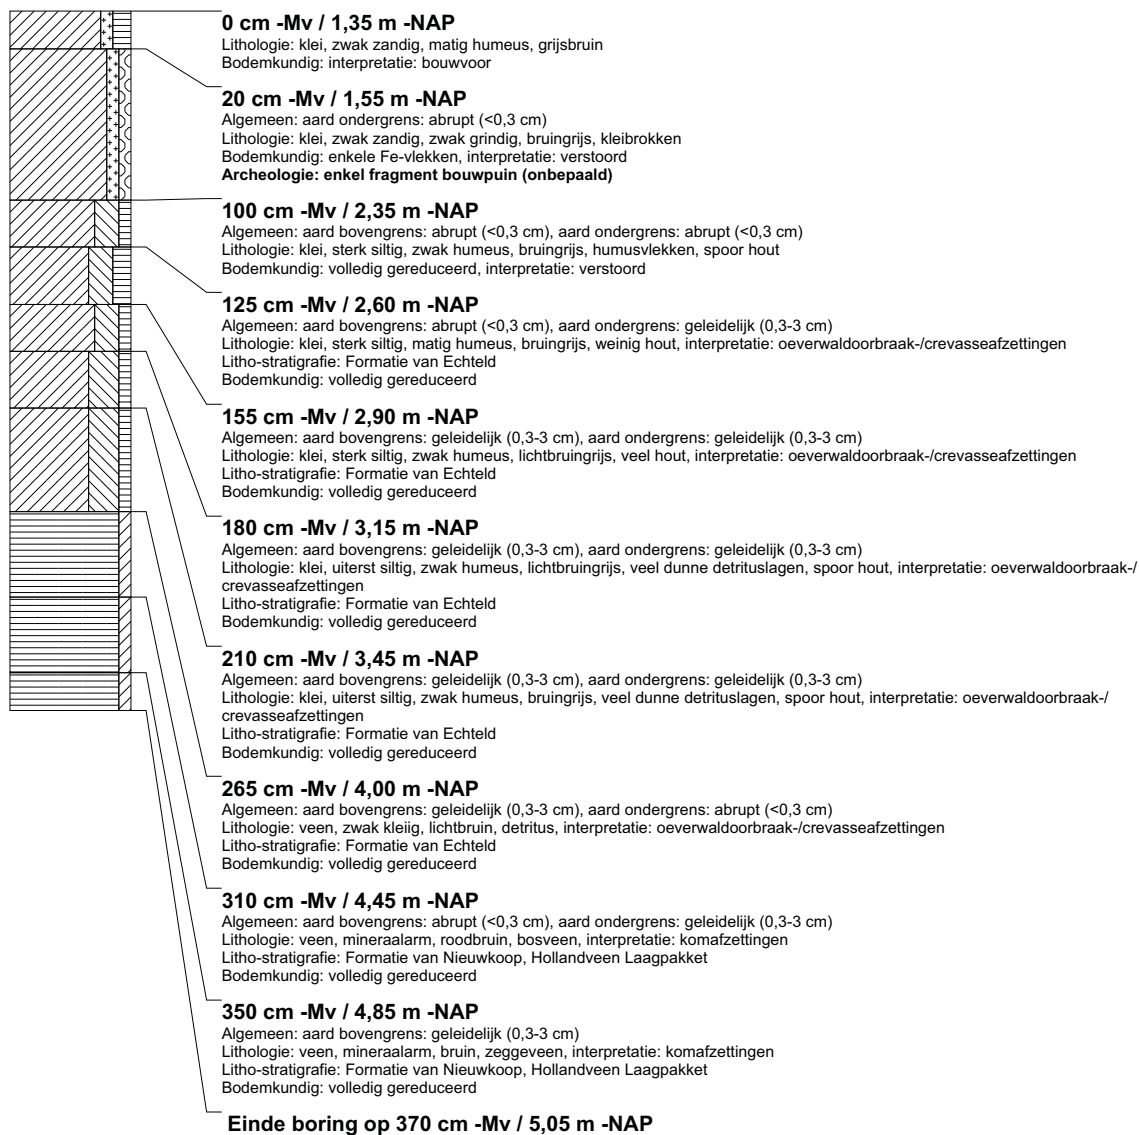 0 cm -Mv / 1,35 m -NAP
Lithologie: klei, zwak zandig, matig humeus, grijsbruin
Bodemkundig: interpretatie: bouwvoor
20 cm -Mv / 1,55 m -NAP
Algemeen: aard ondergrens: abrupt (<0,3 cm)
Lithologie: klei, zwak zandig, zwak grindig, bruingrijs, kleibrokken
Bodemkundig: enkele Fe-vlekken, interpretatie: verstoord
Archeologie: enkel fragment bouwpuin (onbepaald)
100 cm -Mv / 2,35 m -NAP
Algemeen: aard bovengrens: abrupt (<0,3 cm), aard ondergrens: abrupt (<0,3 cm)
Lithologie: klei, sterk siltig, zwak humeus, bruingrijs, humusvlekken, spoor hout
Bodemkundig: volledig gereduceerd, interpretatie: verstoord
125 cm -Mv / 2,60 m -NAP
Algemeen: aard bovengrens: abrupt (<0,3 cm), aard ondergrens: geleidelijk (0,3-3 cm)
Lithologie: klei, sterk siltig, matig humeus, bruingrijs, weinig hout, interpretatie: oeverwaldoorbraak-/crevasseafzettingen
Litho-stratigrafie: Formatie van Echteld
Bodemkundig: volledig gereduceerd
155 cm -Mv / 2,90 m -NAP
Algemeen: aard bovengrens: geleidelijk (0,3-3 cm), aard ondergrens: geleidelijk (0,3-3 cm)
Lithologie: klei, sterk siltig, zwak humeus, lichtbruingrijs, veel hout, interpretatie: oeverwaldoorbraak-/crevasseafzettingen
Litho-stratigrafie: Formatie van Echteld
Bodemkundig: volledig gereduceerd
180 cm -Mv / 3,15 m -NAP
Algemeen: aard bovengrens: geleidelijk (0,3-3 cm), aard ondergrens: geleidelijk (0,3-3 cm)
Lithologie: klei, uiterst siltig, zwak humeus, lichtbruingrijs, veel dunne detrituslagen, spoor hout, interpretatie: oeverwaldoorbraak-/
crevasseafzettingen
Litho-stratigrafie: Formatie van Echteld
Bodemkundig: volledig gereduceerd
210 cm -Mv / 3,45 m -NAP
Algemeen: aard bovengrens: geleidelijk (0,3-3 cm), aard ondergrens: geleidelijk (0,3-3 cm)
Lithologie: klei, uiterst siltig, zwak humeus, bruingrijs, veel dunne detrituslagen, spoor hout, interpretatie: oeverwaldoorbraak-/
crevasseafzettingen
Litho-stratigrafie: Formatie van Echteld
Bodemkundig: volledig gereduceerd
265 cm -Mv / 4,00 m -NAP
Algemeen: aard bovengrens: geleidelijk (0,3-3 cm), aard ondergrens: abrupt (<0,3 cm)
Lithologie: veen, zwak kleiig, lichtbruin, detritus, interpretatie: oeverwaldoorbraak-/crevasseafzettingen
Litho-stratigrafie: Formatie van Echteld
Bodemkundig: volledig gereduceerd
310 cm -Mv / 4,45 m -NAP
Algemeen: aard bovengrens: abrupt (<0,3 cm), aard ondergrens: geleidelijk (0,3-3 cm)
Lithologie: veen, mineraalarm, roodbruin, bosveen, interpretatie: komafzettingen
Litho-stratigrafie: Formatie van Nieuwkoop, Hollandveen Laagpakket
Bodemkundig: volledig gereduceerd
350 cm -Mv / 4,85 m -NAP
Algemeen: aard bovengrens: geleidelijk (0,3-3 cm)
Lithologie: veen, mineraalarm, bruin, zeggeveen, interpretatie: komafzettingen
Litho-stratigrafie: Formatie van Nieuwkoop, Hollandveen Laagpakket
Bodemkundig: volledig gereduceerd
Einde boring op 370 cm -Mv / 5,05 m -NAP